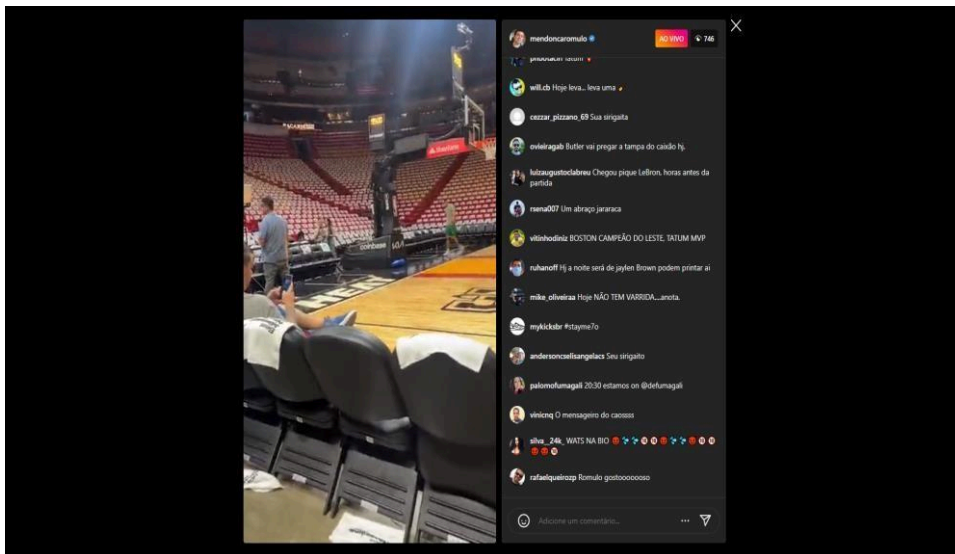 mendoncaromulo
AO VIVO
746
will.cb Hoje leva... leva uma
cezzar_pizzano_69 Sua sirigaita
ovieiragab Butler vai pregar a tampa do caixão hj.
luizaugustoclabreu Chegou pique LeBron, horas antes da
partida
rsena007 Um abraço jararaca
vitinhodiniz BOSTON CAMPEÃO DO LESTE, TATUM MVP
ruhanoff Hj a noite será de jaylen Brown podem printar ai
mike_oliveiraa Hoje NÃO TEM VARRIDA....anota.
mykicksbr #stayme7o
andersoncselisangelacs Seu sirigaito
palomofumagali 20:30 estamos on @defumagali
vinicnq O mensageiro do caossss
silva__24k_ WATS NA BIO
rafaelqueirozp Romulo gostooooooso
Adicione um comentário...
coinbase